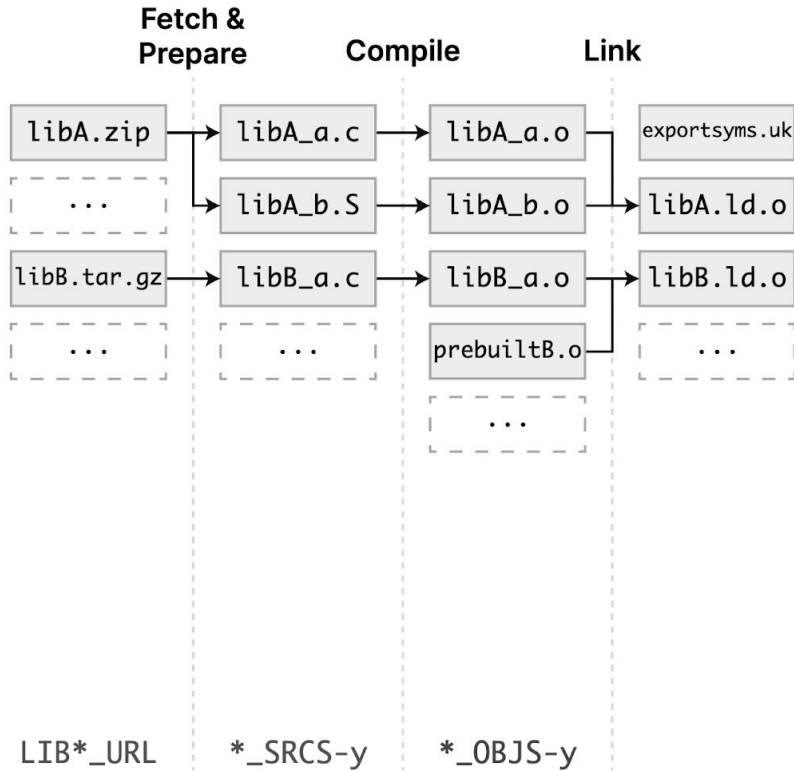 Fetch &
Prepare
Compile
Link
libA.zip
libA_a.c
libA_a.o
exportsyms.uk
...
libA_b.S
libA_b.o
libA.ld.o
libB.tar.gz
libB_a.c
libB_a.o
libB.ld.o
...
...
prebuiltB.o
...
...
LIB*_URL
*_SRCS-y
*_OBJS-y